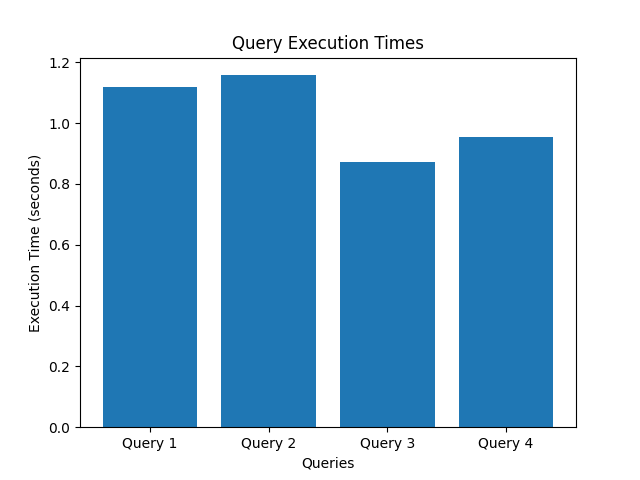 Query Execution Times
Execution Time (seconds)
1.2
1.0
0.8
0.6
0.4
0.2
0.0
Query 1 Query 2 Query 3 Query 4
Queries